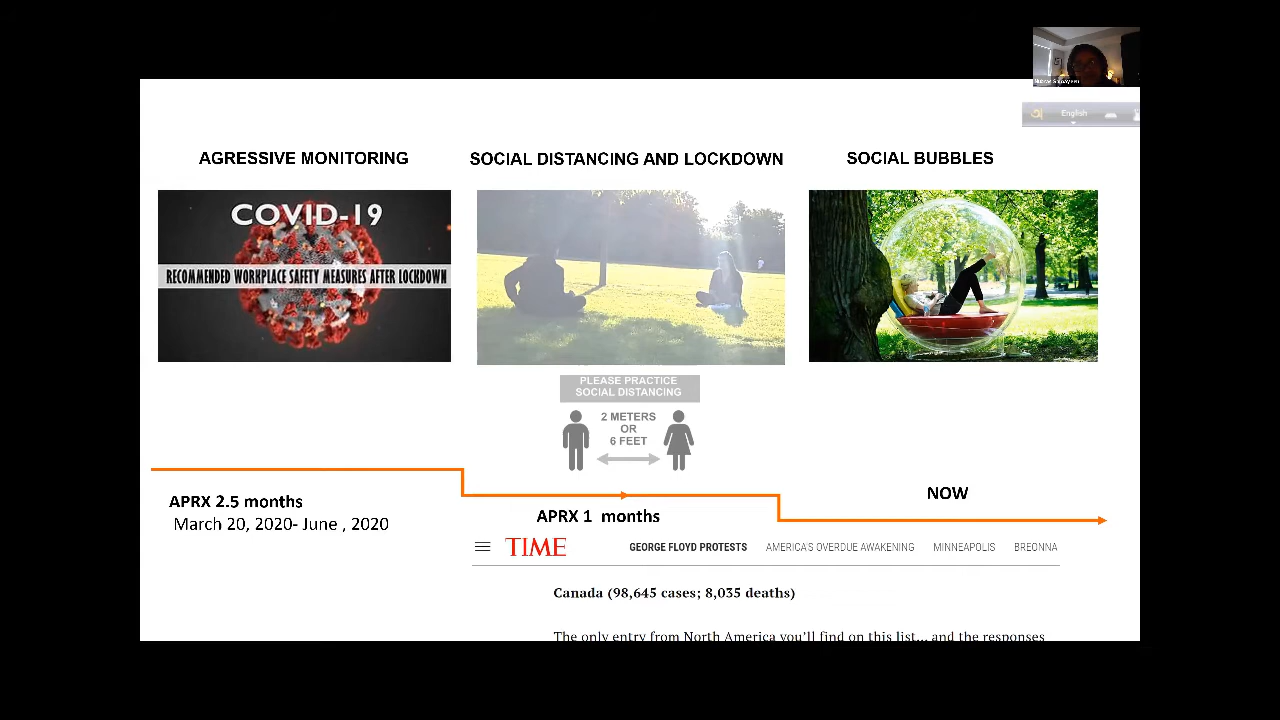 English
AGRESSIVE MONITORING
SOCIAL DISTANCING AND LOCKDOWN
SOCIAL BUBBLES
COVID-19
RECOMMENDED WORKPLACE SAFETY MEASURES AFTER LOCKDOWN
PLEASE PRACTICE
SOCIAL DISTANCING
2 METERS
OR
6 FEET
APRX 2.5 months
March 20, 2020- June , 2020
APRX 1 months
NOW
TIME
GEORGE FLOYD PROTESTS
AMERICA'S OVERDUE AWAKENING
MINNEAPOLIS
BREONNA
Canada (98,645 cases; 8,035 deaths)
The only entry from North America you'll find on this list... and the responses